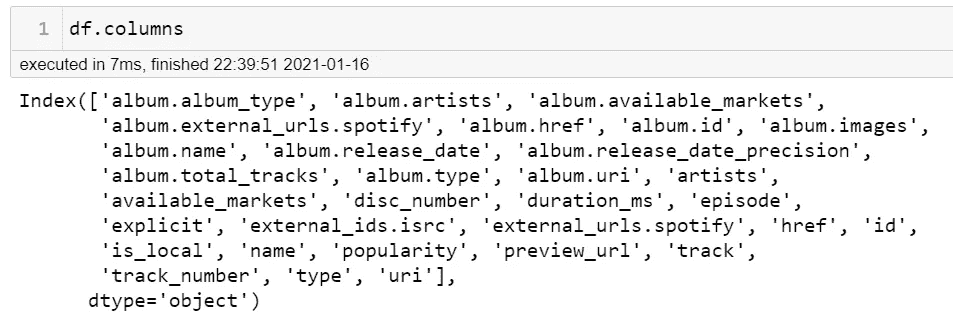 1 df.columns
executed in 7ms, finished 22:39:51 2021-01-16
Index(['album.album_type', 'album.artists', 'album.available_markets',
'album.external_urls.spotify', 'album.href', 'album.id', 'album.images',
'album.name', 'album.release_date', 'album.release_date_precision',
'album.total_tracks', 'album.type', 'album.uri', 'artists',
'available_markets', 'disc_number', 'duration_ms', 'episode',
'explicit', 'external_ids.isrc', 'external_urls.spotify', 'href', 'id',
'is_local', 'name', 'popularity', 'preview_url', 'track',
'track_number', 'type', 'uri'],
dtype='object')